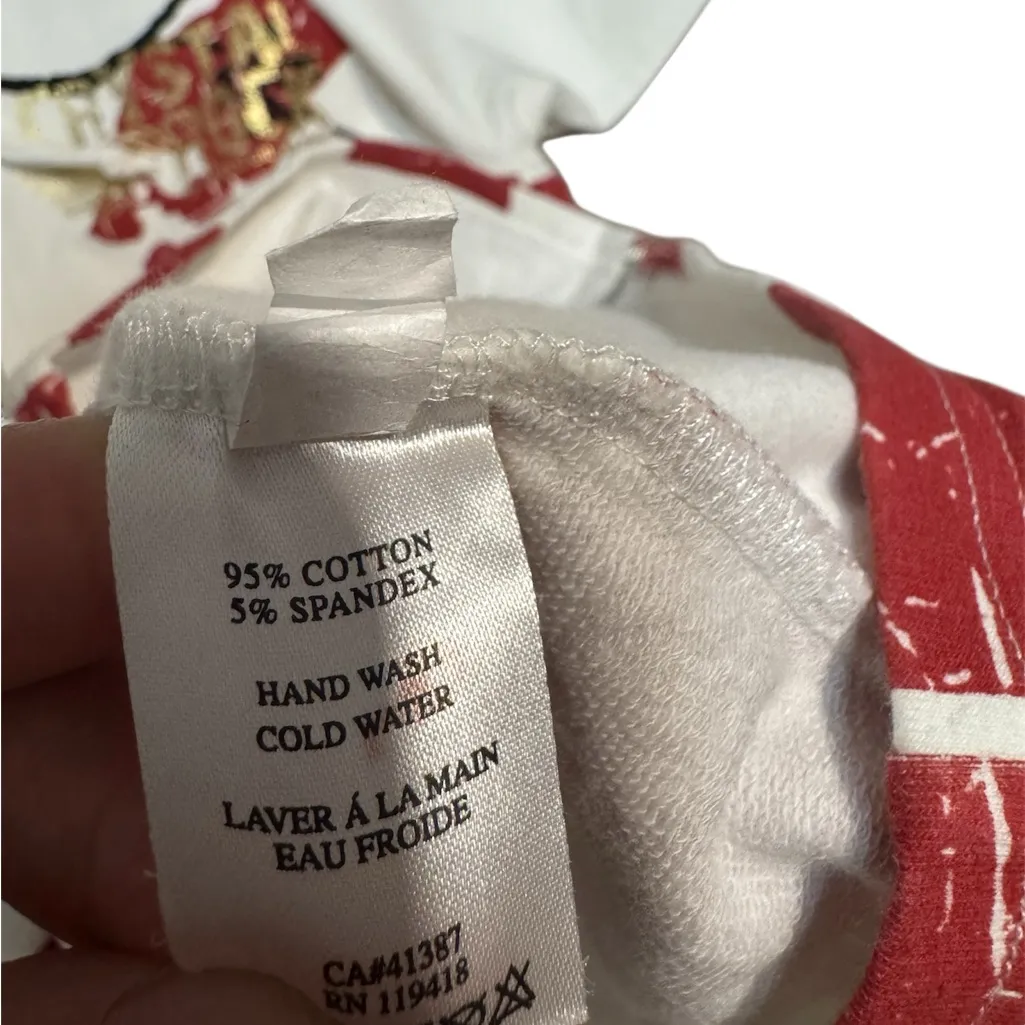 95% COTTON
5% SPANDEX
HAND WASH
COLD WATER
LAVER Á LA MAIN
EAU FROIDE
CA#41387
RN 119418